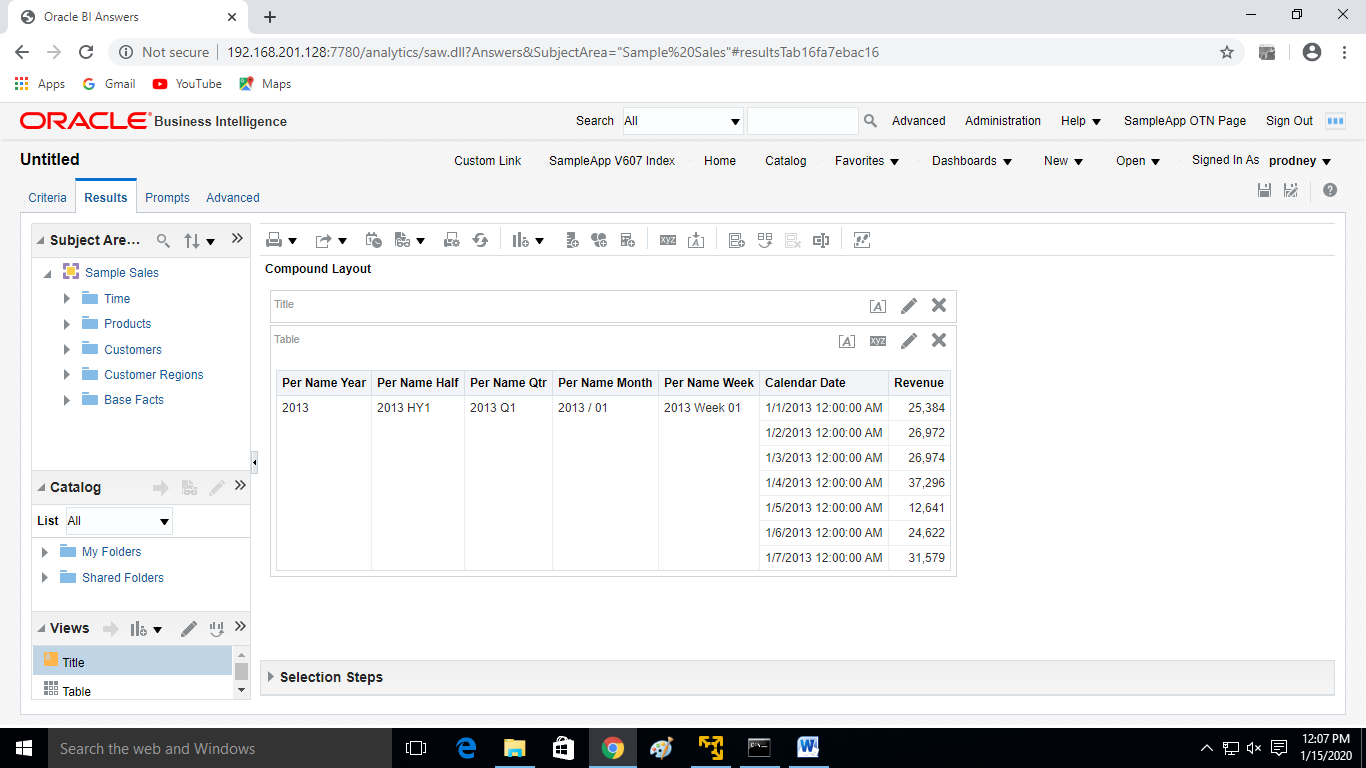 Oracle BI Answers
Not secure 192.168.201.128:7780/analytics/saw.dll?Answers&SubjectArea="Sample%20Sales"#resultsTab16fa7ebac16
Apps Gmail YouTube Maps
ORACLE Business Intelligence Search All Advanced Administration Help SampleApp OTN Page Sign Out
Untitled Custom Link SampleApp V607 Index Home Catalog Favorites Dashboards New Open Signed In As prodney
Criteria Results Prompts Advanced
Subject Are...
Sample Sales
Time
Products
Customers
Customer Regions
Base Facts
Catalog
List All
My Folders
Shared Folders
Views
Title
Table
Compound Layout
Title
Table
Per Name Year Per Name Half Per Name Qtr Per Name Month Per Name Week Calendar Date Revenue
2013 2013 HY1 2013 Q1 2013 / 01 2013 Week 01 1/1/2013 12:00:00 AM 25,384
1/2/2013 12:00:00 AM 26,972
1/3/2013 12:00:00 AM 26,974
1/4/2013 12:00:00 AM 37,296
1/5/2013 12:00:00 AM 12,641
1/6/2013 12:00:00 AM 24,622
1/7/2013 12:00:00 AM 31,579
Selection Steps
Search the web and Windows
12:07 PM
1/15/2020